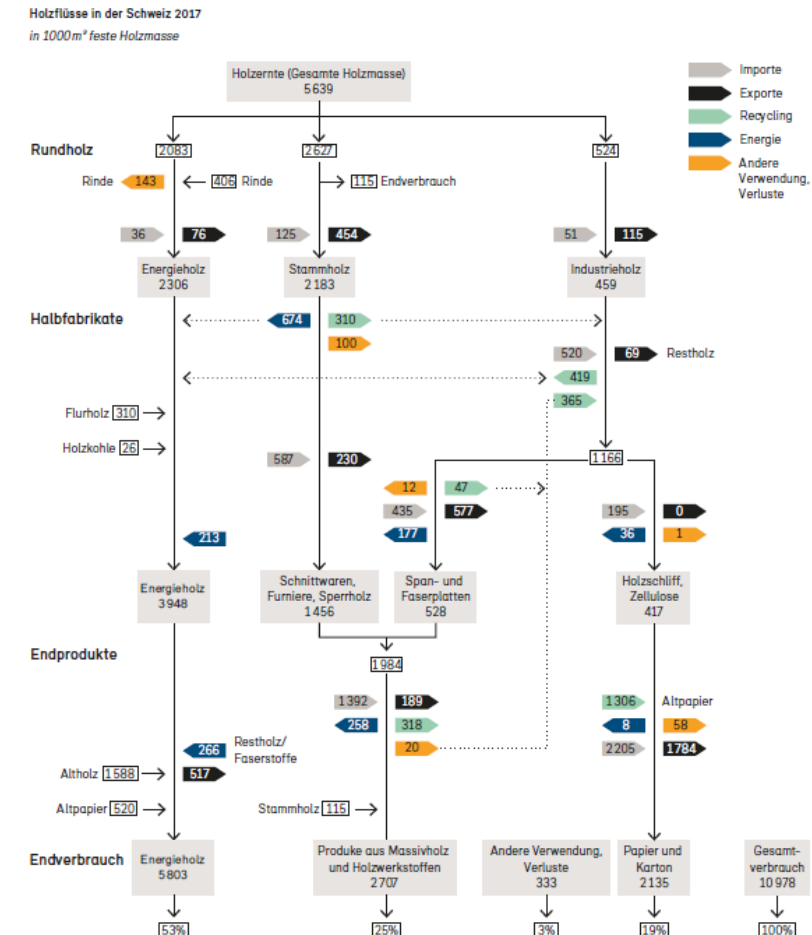 Holzflüsse in der Schweiz 2017
in 1000 m³ feste Holzmasse
Holzernte (Gesamte Holzmasse)
5639
Importe
Exporte
Recycling
Energie
Andere
Verwendung,
Verluste
Rundholz 2083 2627 524
Rinde 143 406 Rinde 115 Endverbrauch
36 76 125 454 51 115
Energieholz
2306
Stammholz
2183
Industrieholz
459
Halbfabrikate 674 310
100
520 69 Restholz
419
365
Flurholz 310
Holzkohle 26
587 230 1166
12 47
435 577 195 0
177 36 1
213
Energieholz
3948
Schnittwaren,
Furniere, Sperrholz
1456
Span- und
Faserplatten
528
Holzschliff,
Zellulose
417
Endprodukte
1984
1392 189 1306 Altpapier
258 318 8 58
20 2205 1784
266 Restholz/
Faserstoffe
Altholz 1588 517
Altpapier 520 Stammholz 115
Endverbrauch
Energieholz
5803
Produke aus Massivholz
und Holzwerkstoffen
2707
Andere Verwendung,
Verluste
333
Papier und
Karton
2135
Gesamt-
verbrauch
10978
53% 25% 3% 19% 100%